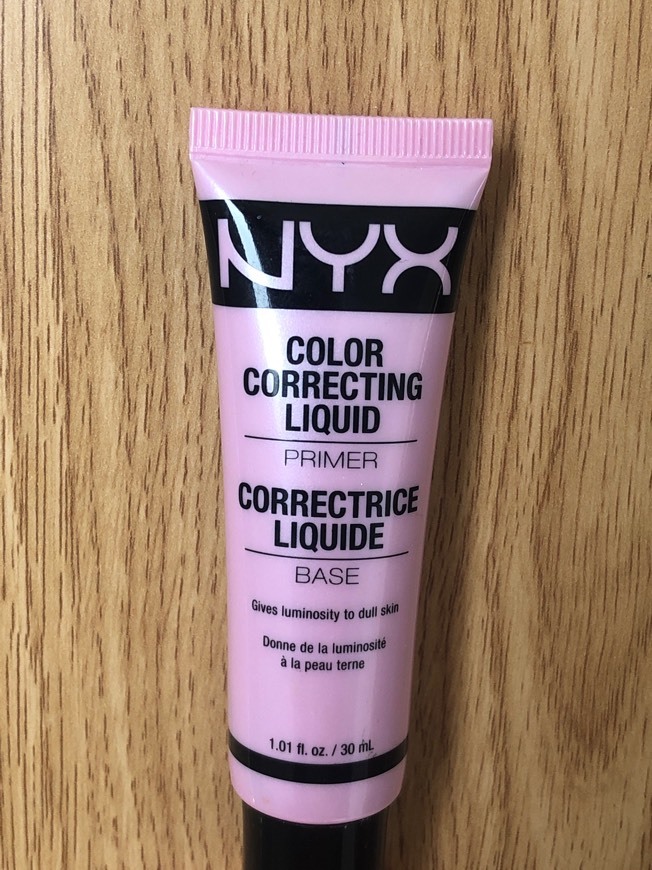 NYX
COLOR
CORRECTING
LIQUID
PRIMER
CORRECTRICE
LIQUIDE
BASE
Gives luminosity to dull skin
Donne de la luminosité
à la peau terne
1.01 fl. oz. / 30 mL